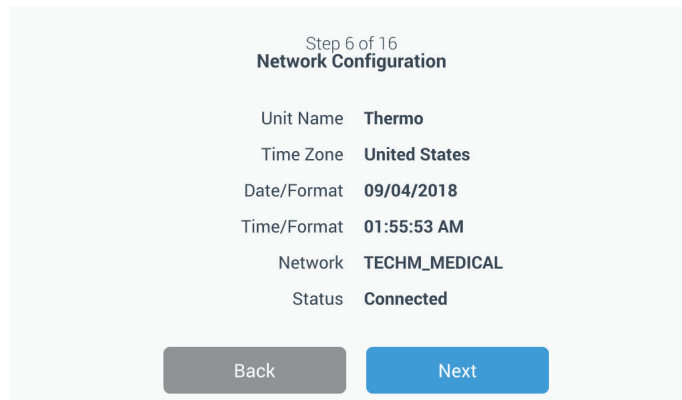 Step 6 of 16
Network Configuration
Unit Name Thermo
Time Zone United States
Date/Format 09/04/2018
Time/Format 01:55:53 AM
Network TECHM_MEDICAL
Status Connected
Back Next